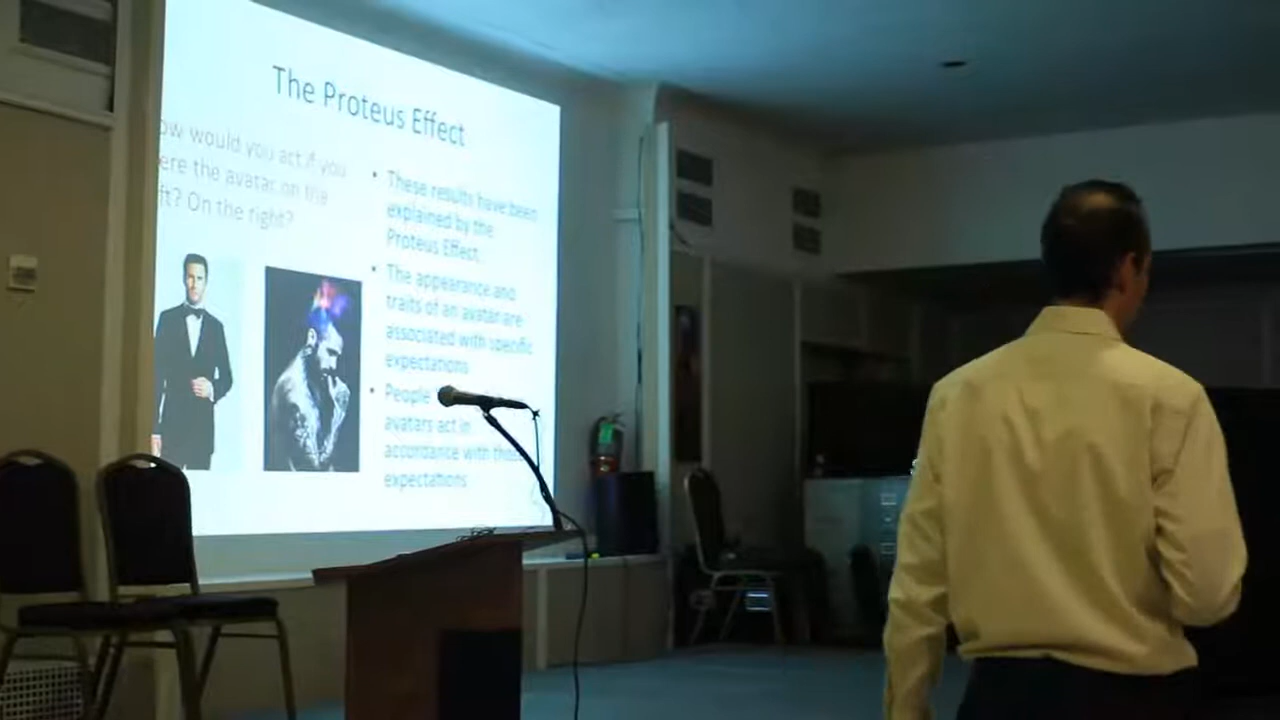 The Proteus Effect
ow would you act if you
ere the avatar on the
ft? On the right?
• These results have been
explained by the
Proteus Effect.
• The appearance and
traits of an avatar are
associated with specific
expectations
• People
avatars act in
accordance with those
expectations